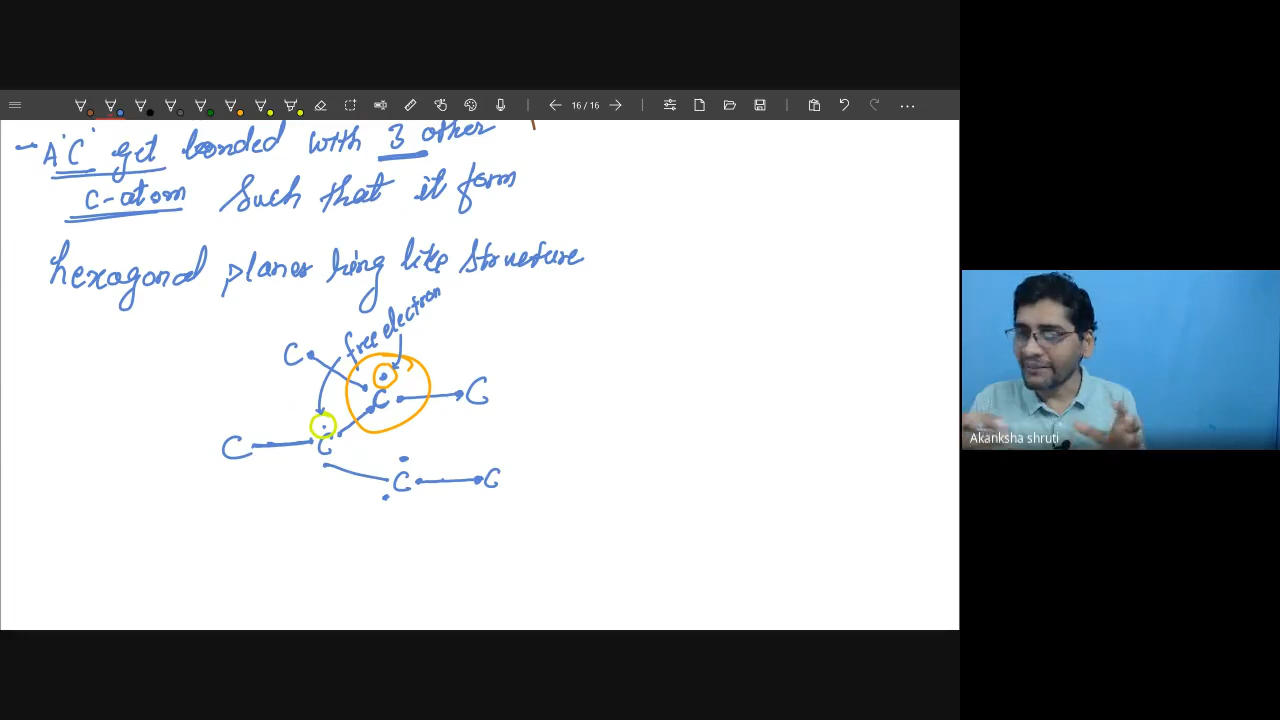 16 / 16
- A 'C' get bonded with 3 other
C-atom Such that it form
hexagonal planer ring like structure
free electron
C
C
C
C
C
C
C
Akanksha shruti